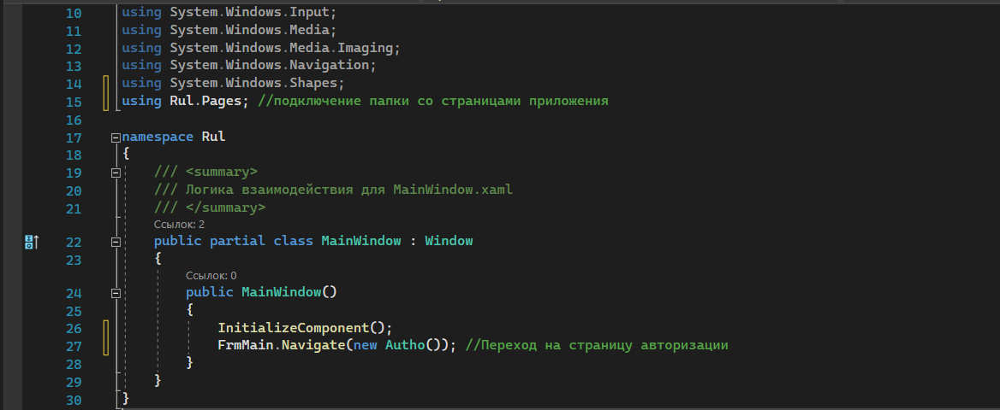 10 using System.Windows.Input;
11 using System.Windows.Media;
12 using System.Windows.Media.Imaging;
13 using System.Windows.Navigation;
14 using System.Windows.Shapes;
15 using Rul.Pages; //подключение папки со страницами приложения
16
17 namespace Rul
18 {
19 /// <summary>
20 /// Логика взаимодействия для MainWindow.xaml
21 /// </summary>
Ссылок: 2
22 public partial class MainWindow : Window
23 {
Ссылок: 0
24 public MainWindow()
25 {
26 InitializeComponent();
27 FrmMain.Navigate(new Autho()); //Переход на страницу авторизации
28 }
29 }
30 }